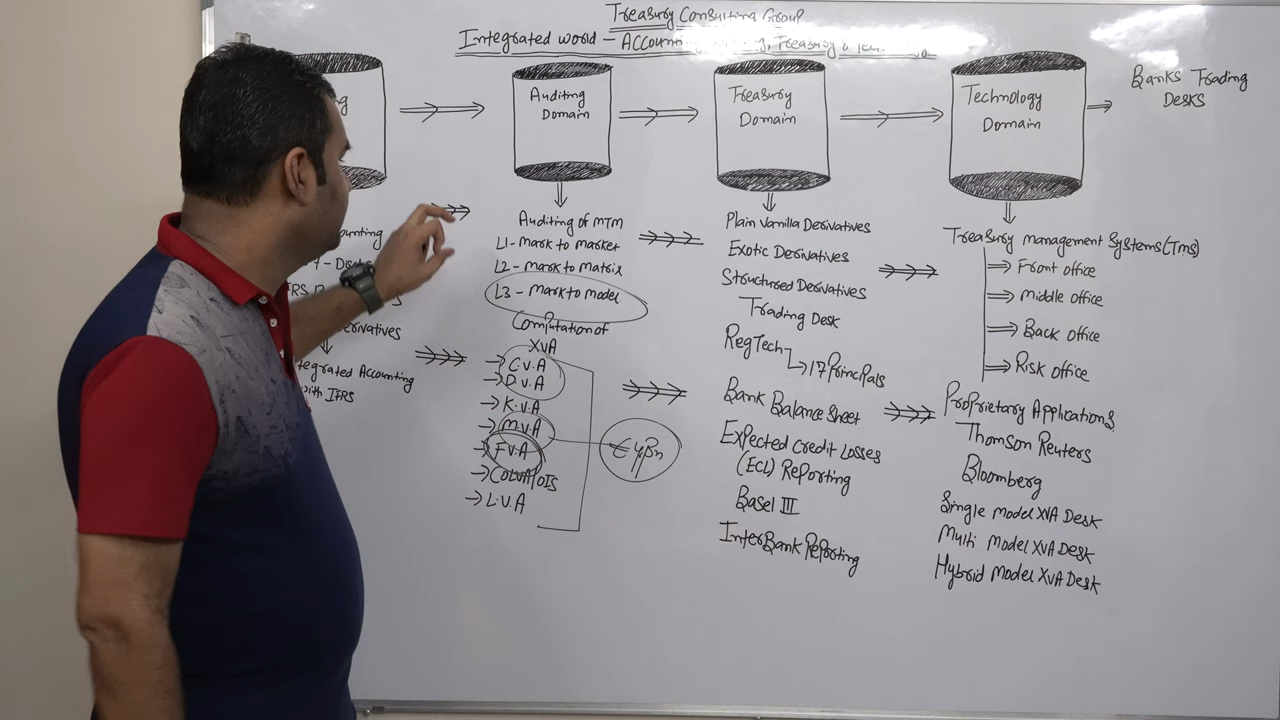 Treasury Consulting Group
Integrated world - Accounting, Treasury &
Auditing
Domain
Treasury
Domain
Technology
Domain
Banks Trading
Desks
Auditing of MTM
L1- mark to market
L2 - mark to matrix
L3 - mark to model
Computation of
XVA
C.V.A
D.V.A
K.V.A
M.V.A
F.V.A
COLVA/OIS
L.V.A
Plain Vanilla Derivatives
Exotic Derivatives
Structured Derivatives
Trading Desk
RegTech
17 Principals
Bank Balance Sheet
Expected Credit Losses
(ECL) Reporting
Basel III
InterBank Reporting
Treasury management Systems (Tms)
Front office
Middle office
Back office
Risk office
Proprietary Applications.
Thomson Reuters
Bloomberg
Single Model XVA Desk
Multi Model XVA Desk
Hybrid Model XVA Desk
Accounting
with IFRS